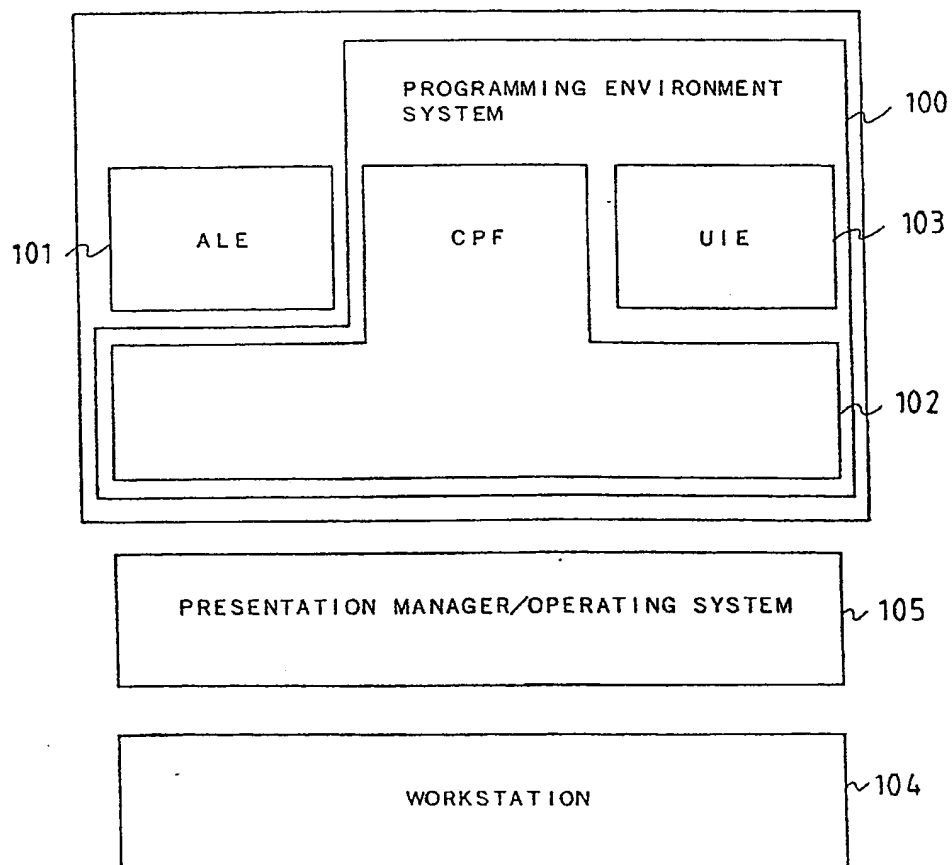 PROGRAMMING ENVIRONMENT
SYSTEM
100
101
ALE
CPF
UIE
103
102
PRESENTATION MANAGER/OPERATING SYSTEM
105
WORKSTATION
104